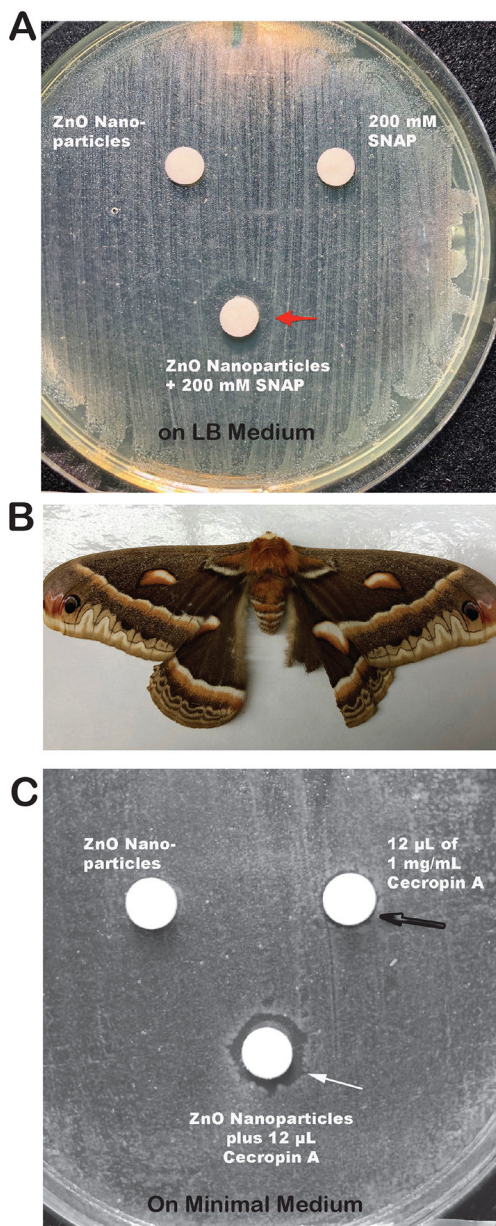 A
ZnO Nano-
particles
200 mM
SNAP
ZnO Nanoparticles
+ 200 mM SNAP
on LB Medium
B
C
ZnO Nano-
particles
12 µL of
1 mg/mL
Cecropin A
ZnO Nanoparticles
plus 12 µL
Cecropin A
On Minimal Medium